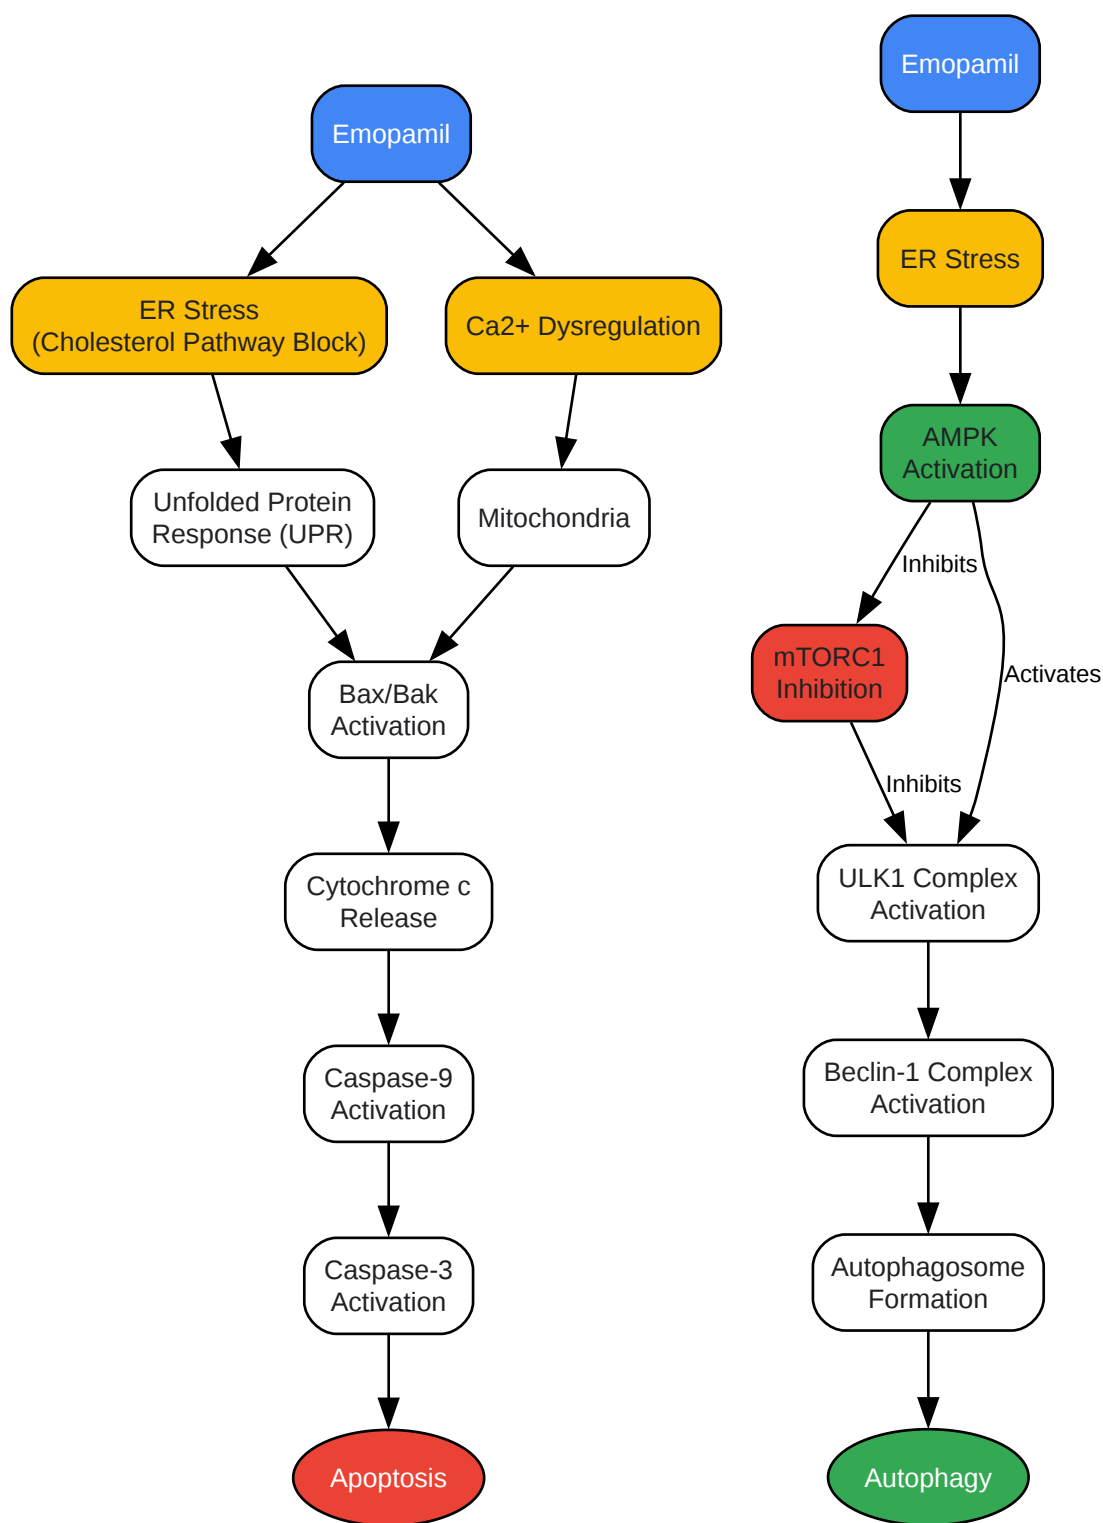 Emopamil
ER Stress
(Cholesterol Pathway Block)
Ca2+ Dysregulation
Unfolded Protein
Response (UPR)
Mitochondria
Bax/Bak
Activation
Cytochrome c
Release
Caspase-9
Activation
Caspase-3
Activation
Apoptosis
Emopamil
ER Stress
AMPK
Activation
Inhibits
mTORC1
Inhibition
Activates
Inhibits
ULK1 Complex
Activation
Beclin-1 Complex
Activation
Autophagosome
Formation
Autophagy